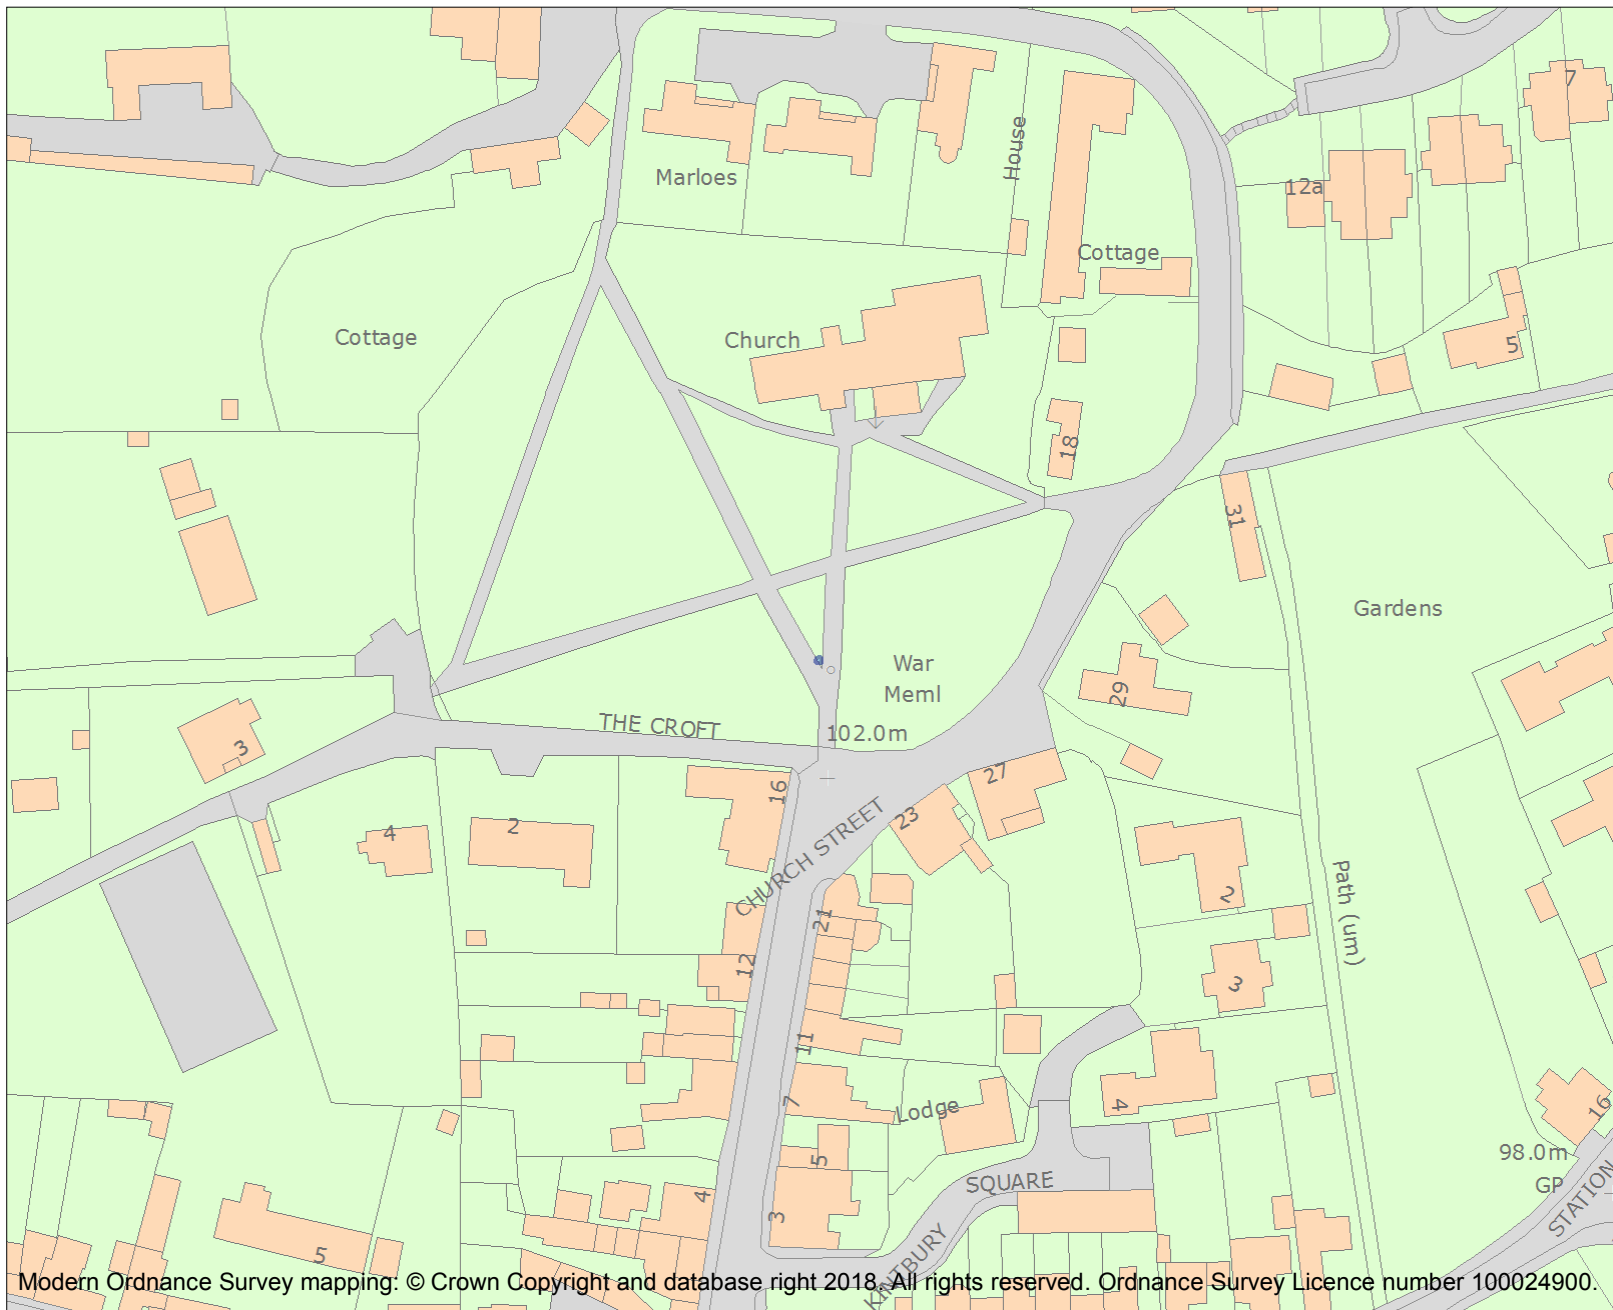 7
House
Marloes
12a
Cottage
Cottage
Church
5
18
31
Gardens
War
Meml
29
THE CROFT
102.0m
3
27
16
CHURCH STREET
23
4
2
2
Path (um)
21
12
3
11
7
Lodge
4
16
5
98.0m
SQUARE
GP
4
STATION
3
KINTBURY
5
Modern Ordnance Survey mapping: © Crown Copyright and database right 2018. All rights reserved. Ordnance Survey Licence number 100024900.